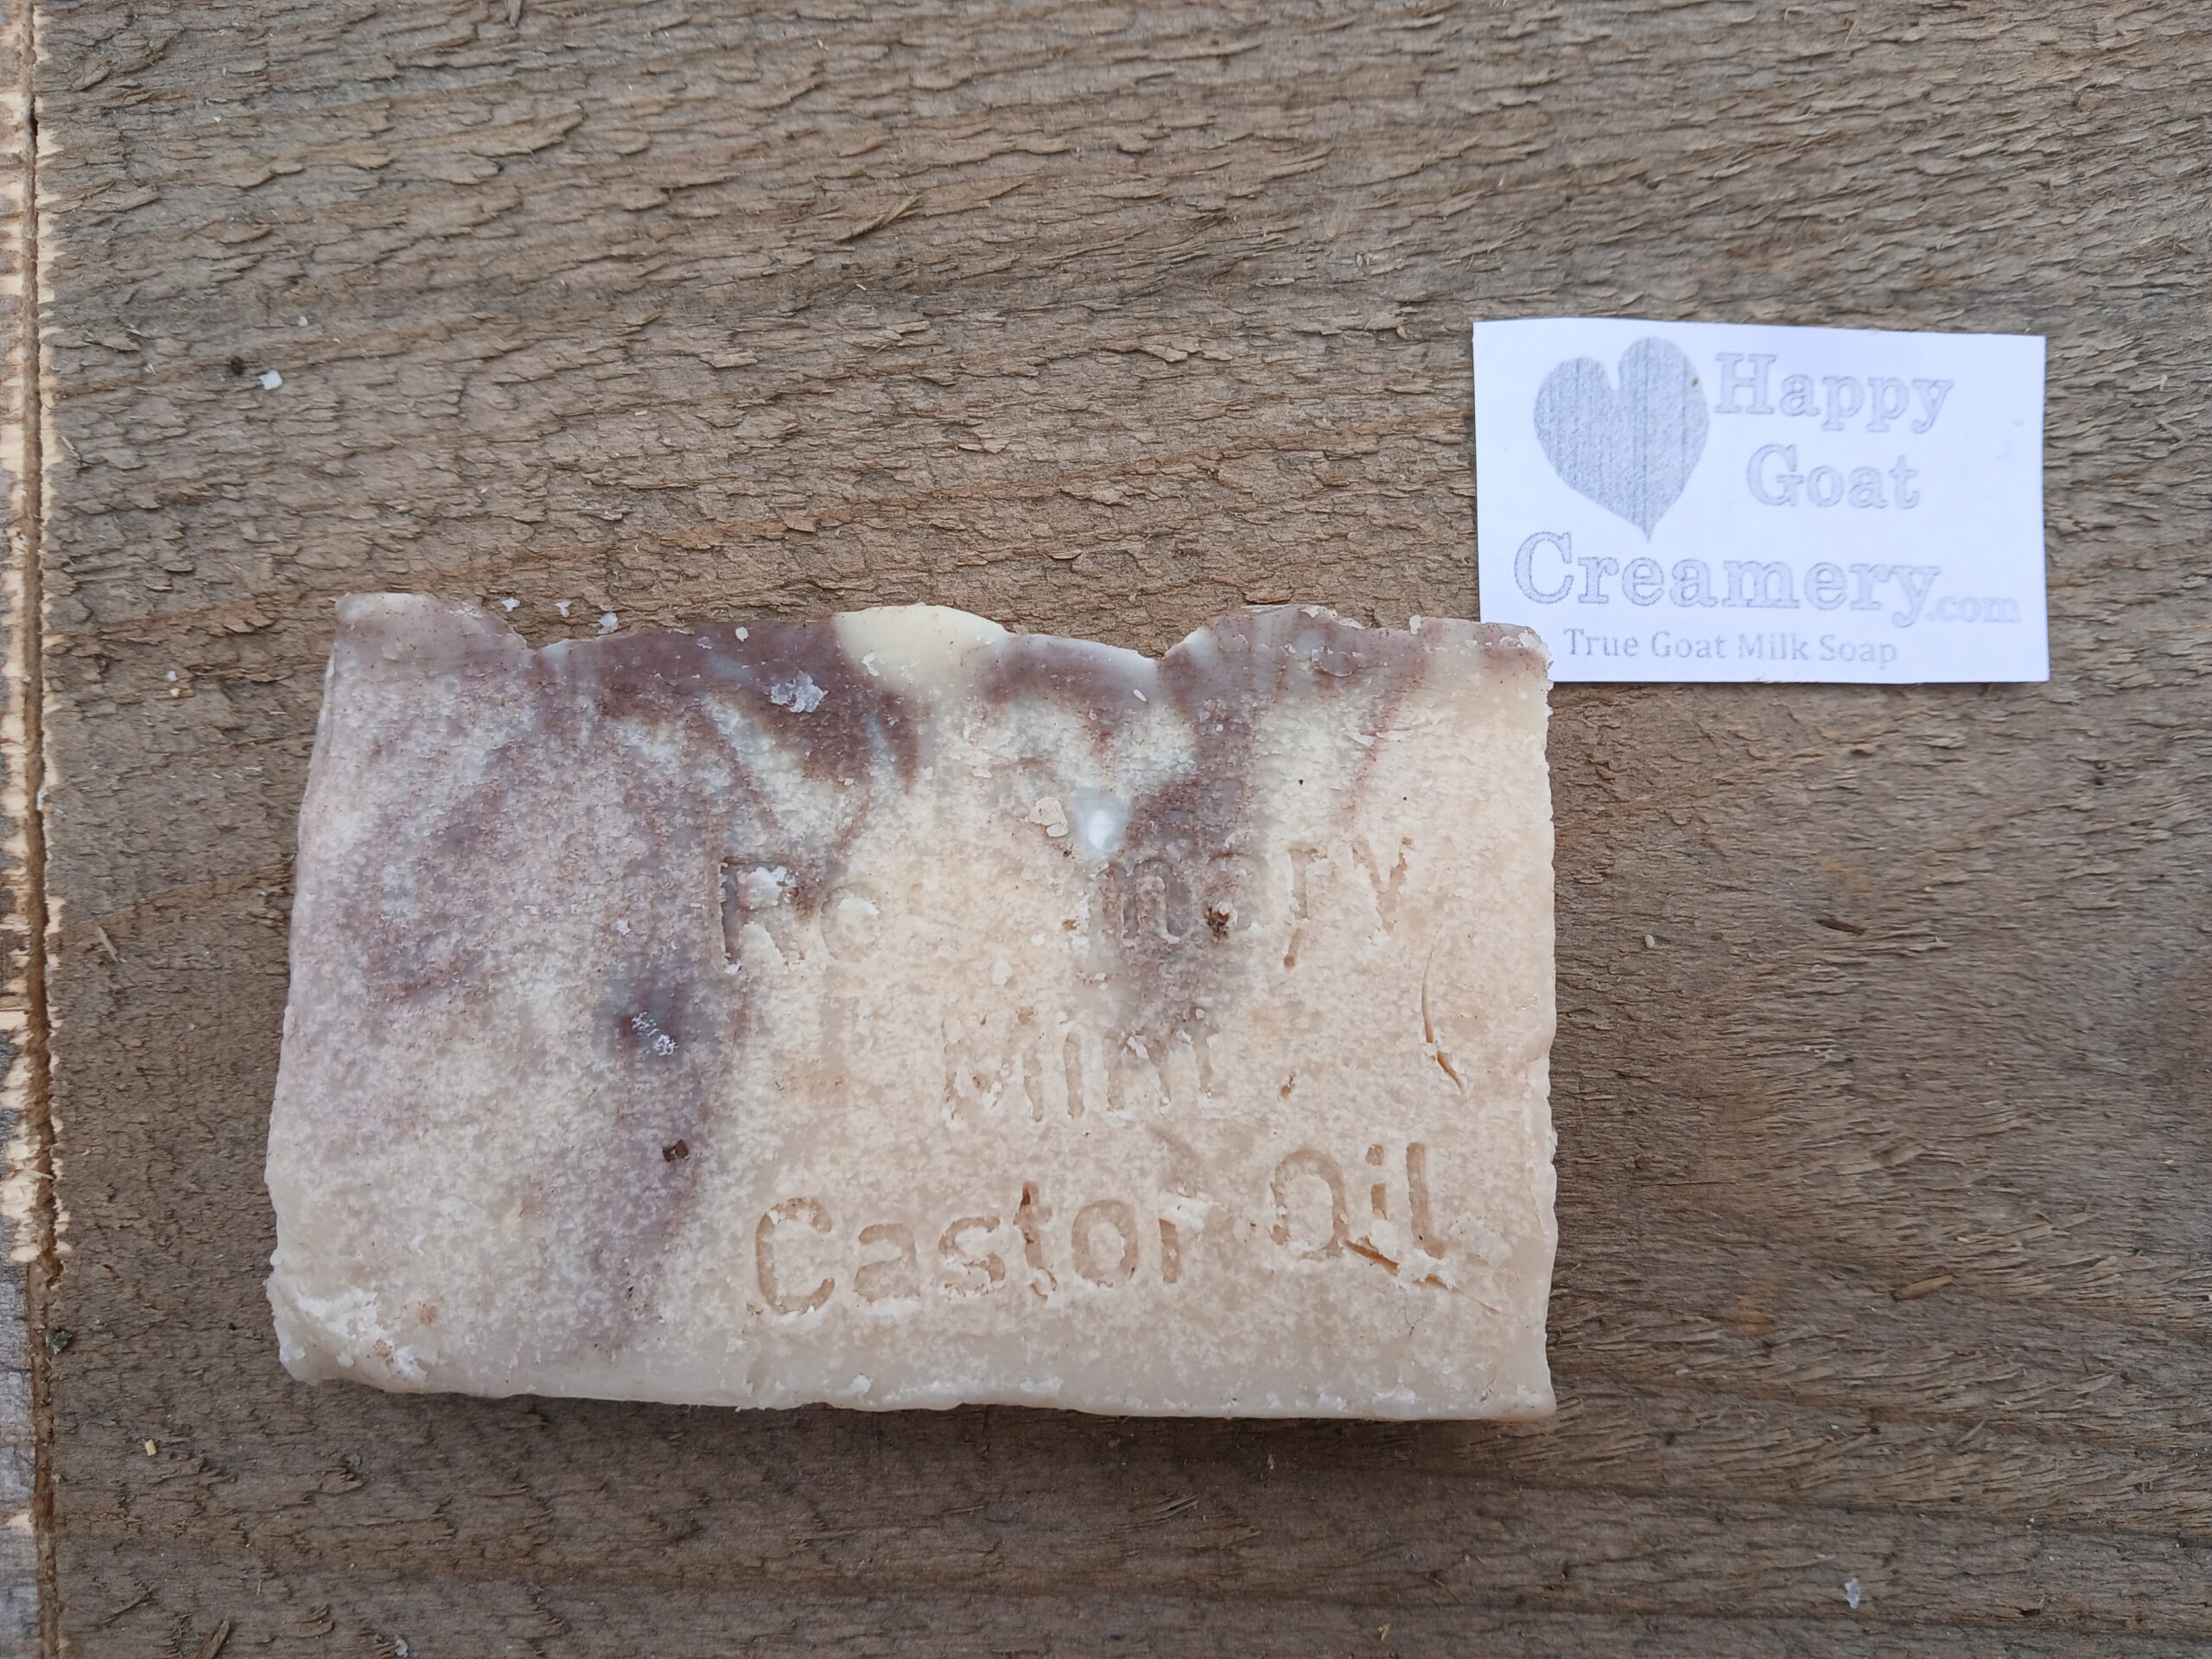 Happy
Goat
Creamery.com
True Goat Milk Soap
Mint
Castor Oil